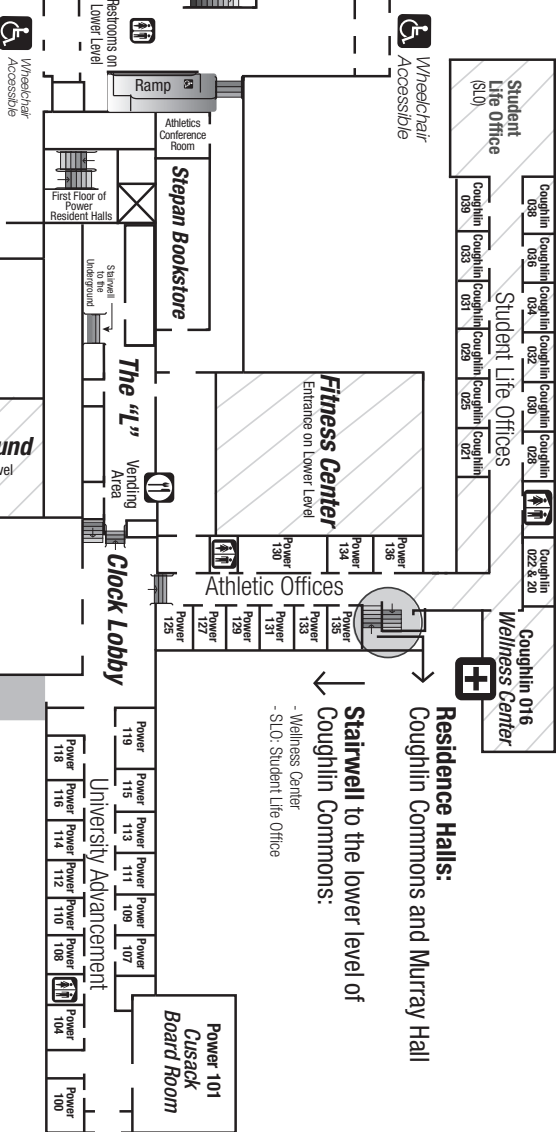 Wheelchair
Accessible
Restrooms on
Lower Level
Ramp
Athletics
Conference
Room
Stepan Bookstore
First Floor of
Power
Resident Halls
Stairwell
to the
Underground
The "L"
Vending
Area
Clock Lobby
und
vel
Wheelchair
Accessible
Student
Life Office
(SLO)
Student Life Offices
Coughlin
038
Coughlin
036
Coughlin
034
Coughlin
032
Coughlin
030
Coughlin
028
Coughlin
022 & 20
Coughlin
039
Coughlin
033
Coughlin
031
Coughlin
029
Coughlin
025
Coughlin
021
Coughlin 016
Wellness Center
Fitness Center
Entrance on Lower Level
Athletic Offices
Power
130
Power
134
Power
136
Power
125
Power
127
Power
129
Power
131
Power
133
Power
135
Residence Halls:
Coughlin Commons and Murray Hall
Stairwell to the lower level of
Coughlin Commons:
- Wellness Center
- SLO: Student Life Office
University Advancement
Power
119
Power
115
Power
113
Power
111
Power
109
Power
107
Power
118
Power
116
Power
114
Power
112
Power
110
Power
108
Power
104
Power
100
Power 101
Cusack
Board Room